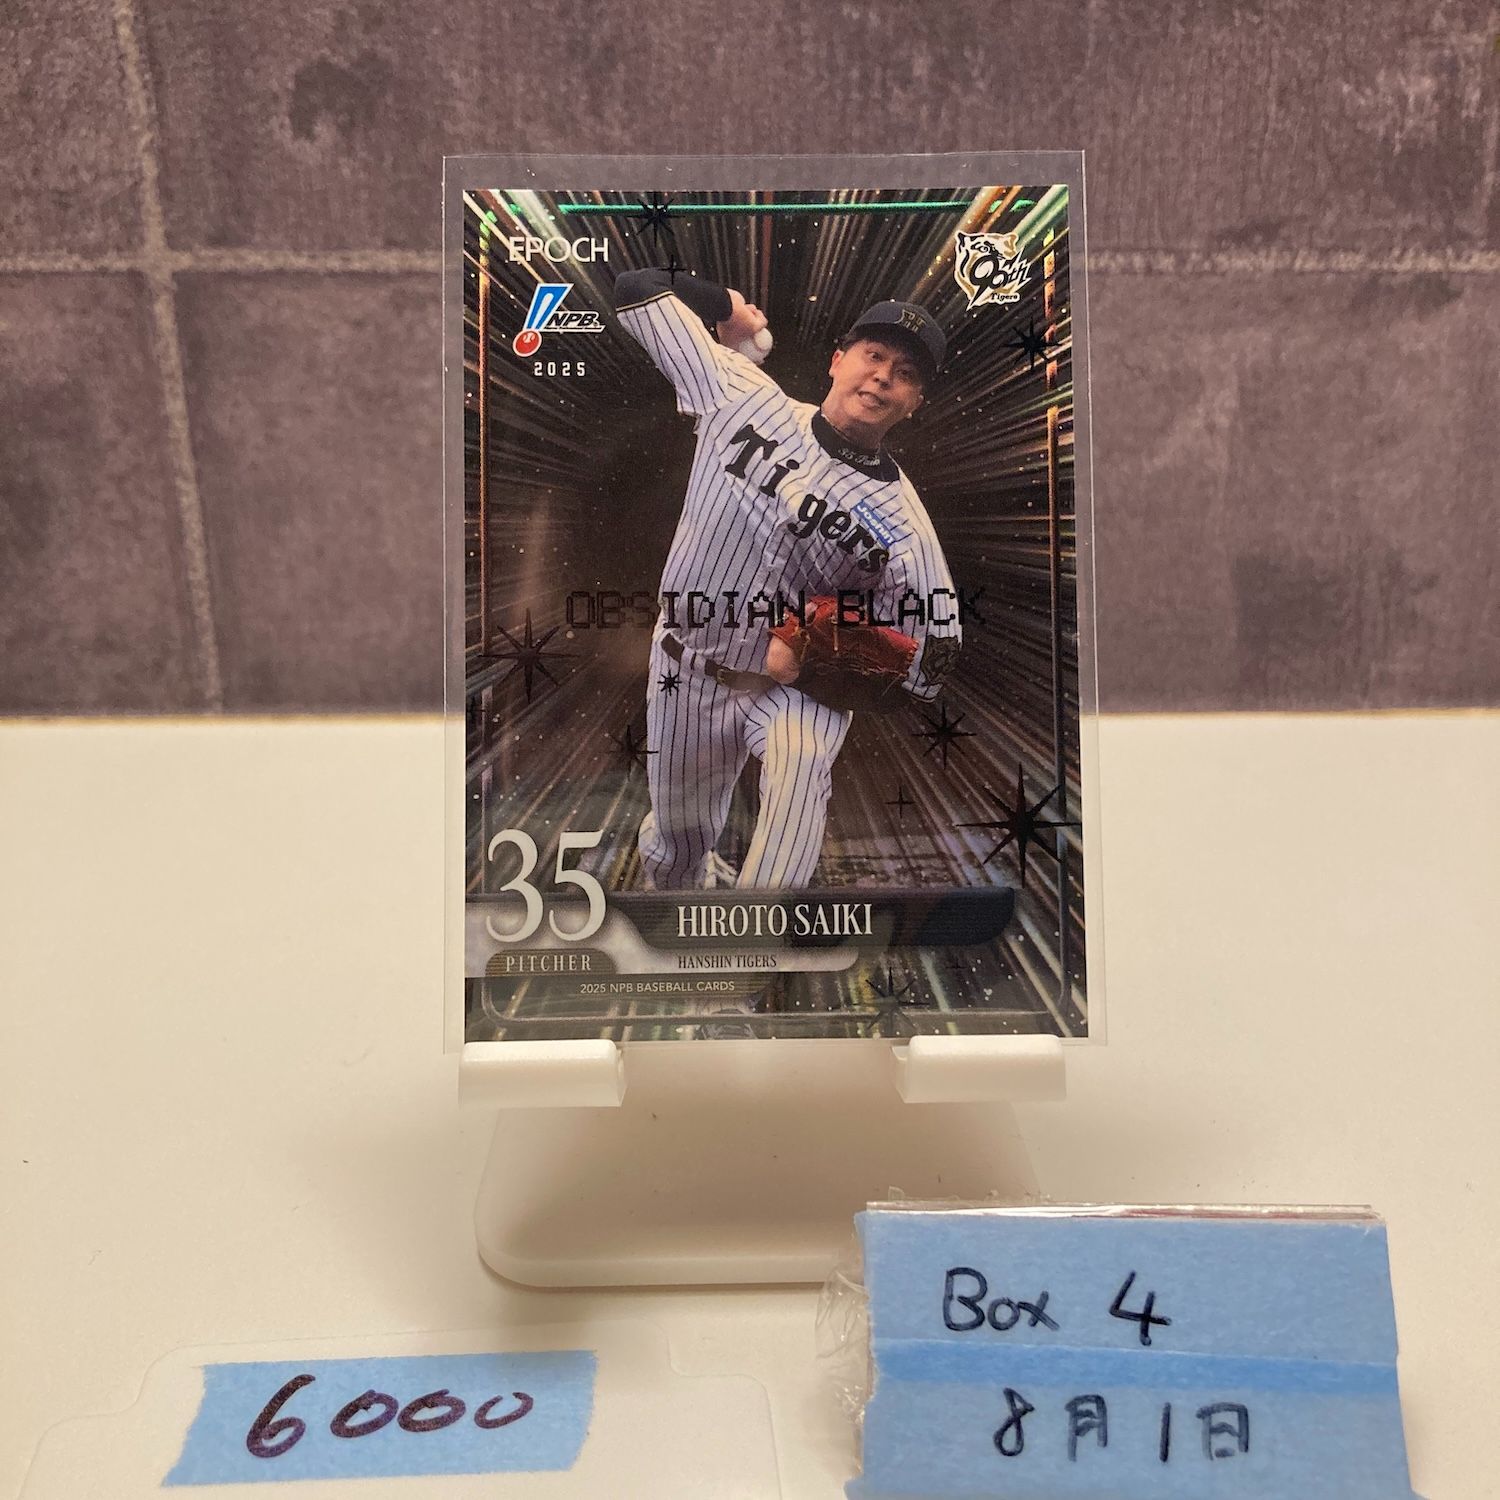 EPOCH
NPB.
2025
90th
Tigers
Tigers
Joshin
OBSIDIAN BLACK
35
PITCHER
HIROTO SAIKI
HANSHIN TIGERS
2025 NPB BASEBALL CARDS
6000
Box 4
8月1日